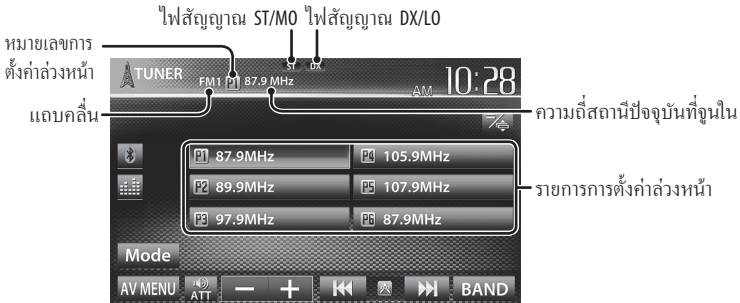 ไฟสัญญาณ ST/MO ไฟสัญญาณ DX/LO
หมายเลขการ
ตั้งค่าล่วงหน้า
แถบคลื่น
ST DX
TUNER FM1 P1 87.9 MHz AM 10:28
ความถี่สถานีปัจจุบันที่จูนใน
P1 87.9MHz P4 105.9MHz
P2 89.9MHz P5 107.9MHz
P3 97.9MHz P6 87.9MHz
รายการการตั้งค่าล่วงหน้า
Mode
AV MENU ATT − + BAND